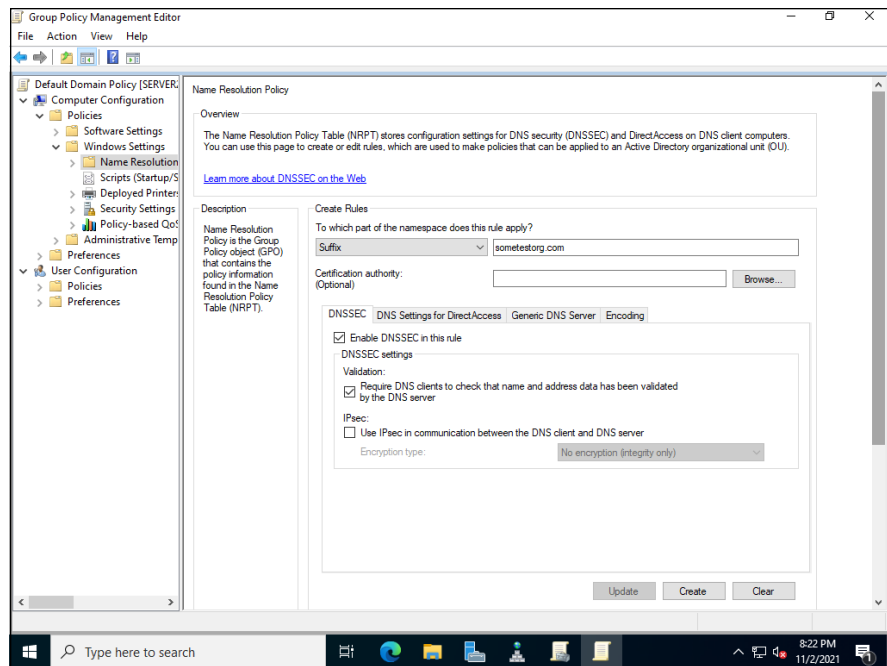 Group Policy Management Editor
File Action View Help
Default Domain Policy [SERVER2
Computer Configuration
Policies
Software Settings
Windows Settings
Name Resolution
Scripts (Startup/S
Deployed Printers
Security Settings
Policy-based QoS
Administrative Temp
Preferences
User Configuration
Policies
Preferences
Name Resolution Policy
Overview
The Name Resolution Policy Table (NRPT) stores configuration settings for DNS security (DNSSEC) and DirectAccess on DNS client computers.
You can use this page to create or edit rules, which are used to make policies that can be applied to an Active Directory organizational unit (OU).
Learn more about DNSSEC on the Web
Description
Name Resolution
Policy is the Group
Policy object (GPO)
that contains the
policy information
found in the Name
Resolution Policy
Table (NRPT).
Create Rules
To which part of the namespace does this rule apply?
Suffix sometestorg.com
Certification authority:
(Optional)
Browse...
DNSSEC DNS Settings for DirectAccess Generic DNS Server Encoding
Enable DNSSEC in this rule
DNSSEC settings
Validation:
Require DNS clients to check that name and address data has been validated
by the DNS server
IPsec:
Use IPsec in communication between the DNS client and DNS server
Encryption type: No encryption (integrity only)
Update Create Clear
Type here to search
8:22 PM
11/2/2021
1